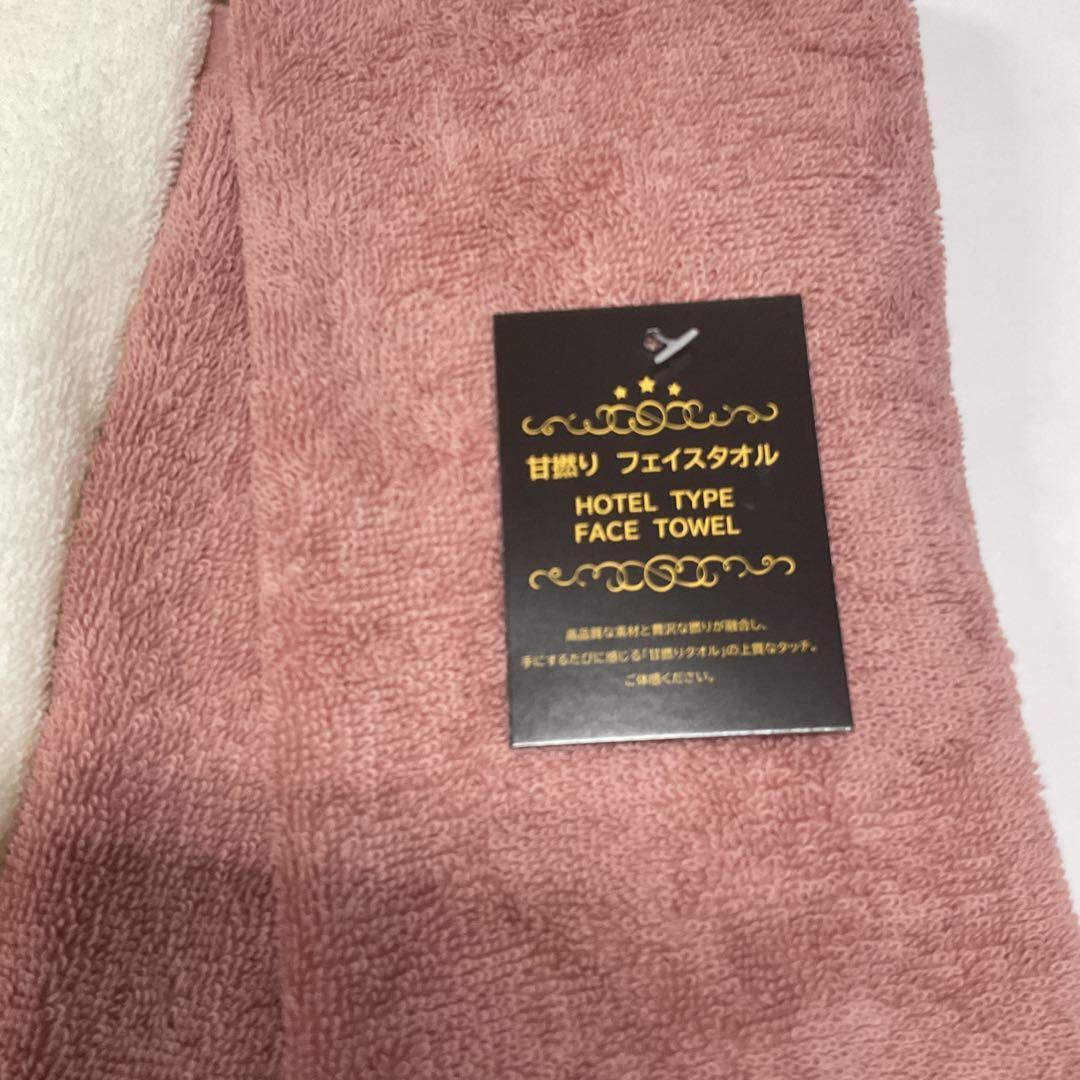 甘撚り フェイスタオル
HOTEL TYPE
FACE TOWEL
高品質な素材と贅沢な撚りが融合し、
手にするたびに感じる「甘撚りタオル」の上質なタッチ。
ご体感ください。